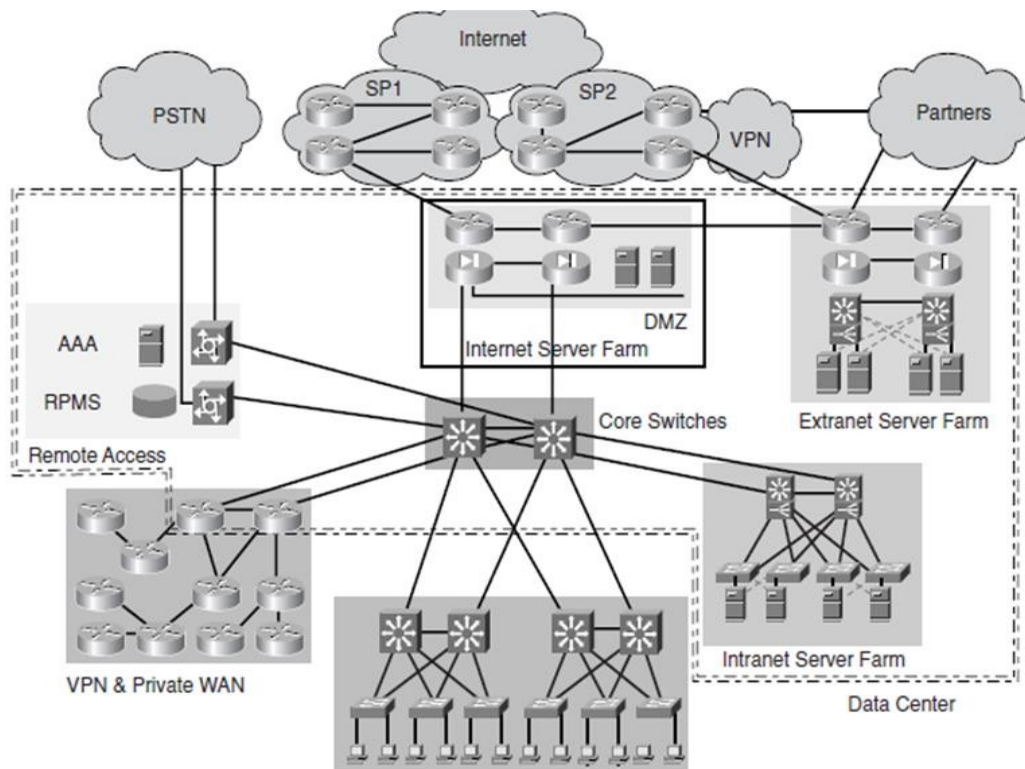 Internet
SP1
SP2
PSTN
VPN
Partners
DMZ
Internet Server Farm
AAA
RPMS
Remote Access
Core Switches
Extranet Server Farm
VPN & Private WAN
Intranet Server Farm
Data Center